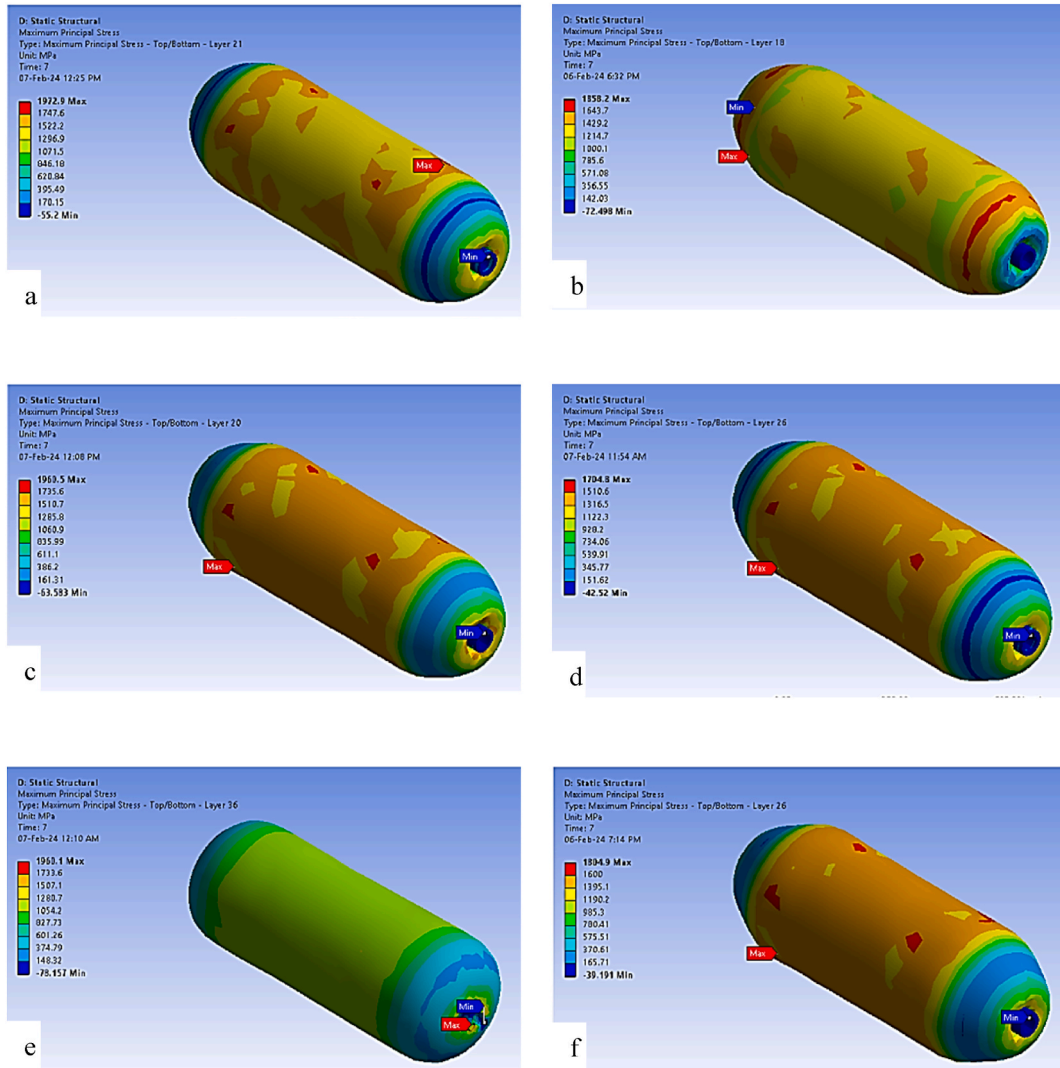 D: Static Structural
Maximum Principal Stress
Type: Maximum Principal Stress - Top/Bottom - Layer 21
Unit: MPa
Time: 7
07-Feb-24 12:25 PM
1972.9 Max
1747.6
1522.2
1296.9
1071.5
846.18
620.84
395.49
170.15
-55.2 Min
Max
Min
a
D: Static Structural
Maximum Principal Stress
Type: Maximum Principal Stress - Top/Bottom - Layer 18
Unit: MPa
Time: 7
06-Feb-24 6:32 PM
1858.2 Max
1643.7
1429.2
1214.7
1000.1
785.6
571.08
356.55
142.03
-72.498 Min
Min
Max
b
D: Static Structural
Maximum Principal Stress
Type: Maximum Principal Stress - Top/Bottom - Layer 20
Unit: MPa
Time: 7
07-Feb-24 12:08 PM
1960.5 Max
1735.6
1510.7
1285.8
1060.9
835.99
611.1
386.2
161.31
-63.583 Min
Max
Min
c
D: Static Structural
Maximum Principal Stress
Type: Maximum Principal Stress - Top/Bottom - Layer 26
Unit: MPa
Time: 7
07-Feb-24 11:54 AM
1704.8 Max
1510.6
1316.5
1122.3
928.2
734.06
539.91
345.77
151.62
-42.52 Min
Max
Min
d
D: Static Structural
Maximum Principal Stress
Type: Maximum Principal Stress - Top/Bottom - Layer 36
Unit: MPa
Time: 7
07-Feb-24 12:10 AM
1960.1 Max
1733.6
1507.1
1280.7
1054.2
827.73
601.26
374.79
148.32
-78.157 Min
Min
Max
e
D: Static Structural
Maximum Principal Stress
Type: Maximum Principal Stress - Top/Bottom - Layer 26
Unit: MPa
Time: 7
06-Feb-24 7:14 PM
1804.9 Max
1600
1395.1
1190.2
985.3
780.41
575.51
370.61
165.71
-39.191 Min
Max
Min
f